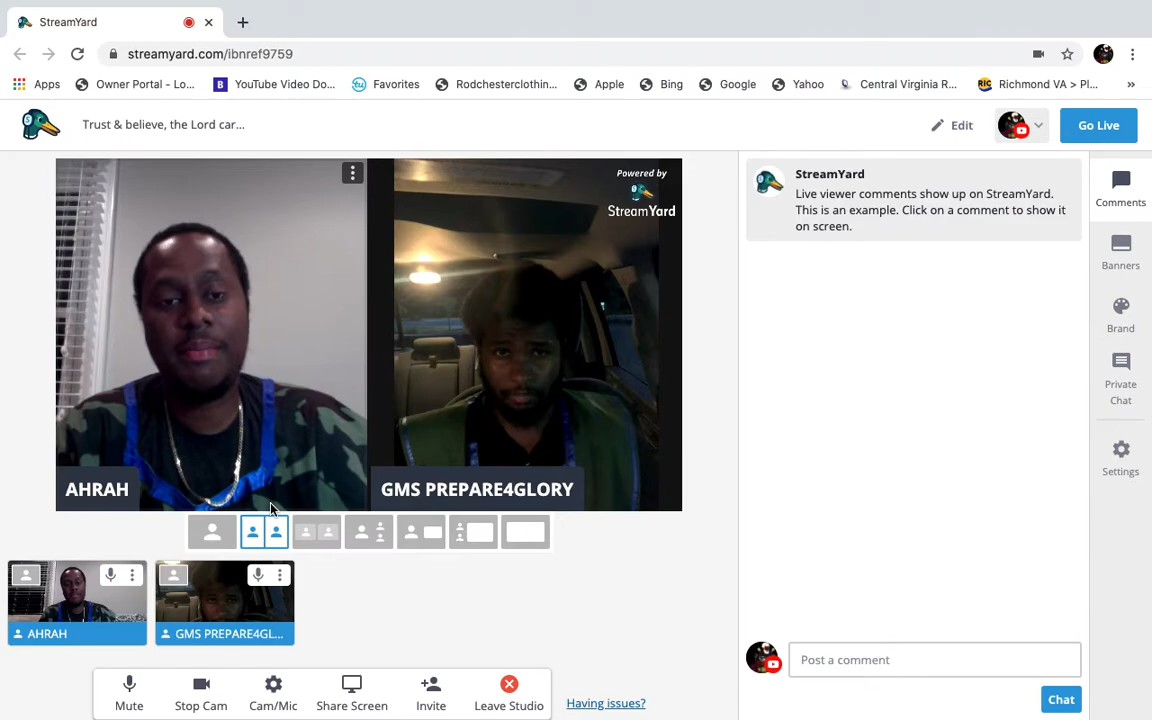 StreamYard
streamyard.com/ibnref9759
Apps
Owner Portal - Lo...
YouTube Video Do...
Favorites
Rodchesterclothin...
Apple
Bing
Google
Yahoo
Central Virginia R...
RIC
Richmond VA > Pl...
»
Trust & believe, the Lord car...
Edit
Go Live
Powered by
StreamYard
AHRAH
GMS PREPARE4GLORY
StreamYard
Live viewer comments show up on StreamYard.
This is an example. Click on a comment to show it
on screen.
Comments
Banners
Brand
Private
Chat
Settings
AHRAH
GMS PREPARE4GL...
Post a comment
Chat
Mute
Stop Cam
Cam/Mic
Share Screen
Invite
Leave Studio
Having issues?